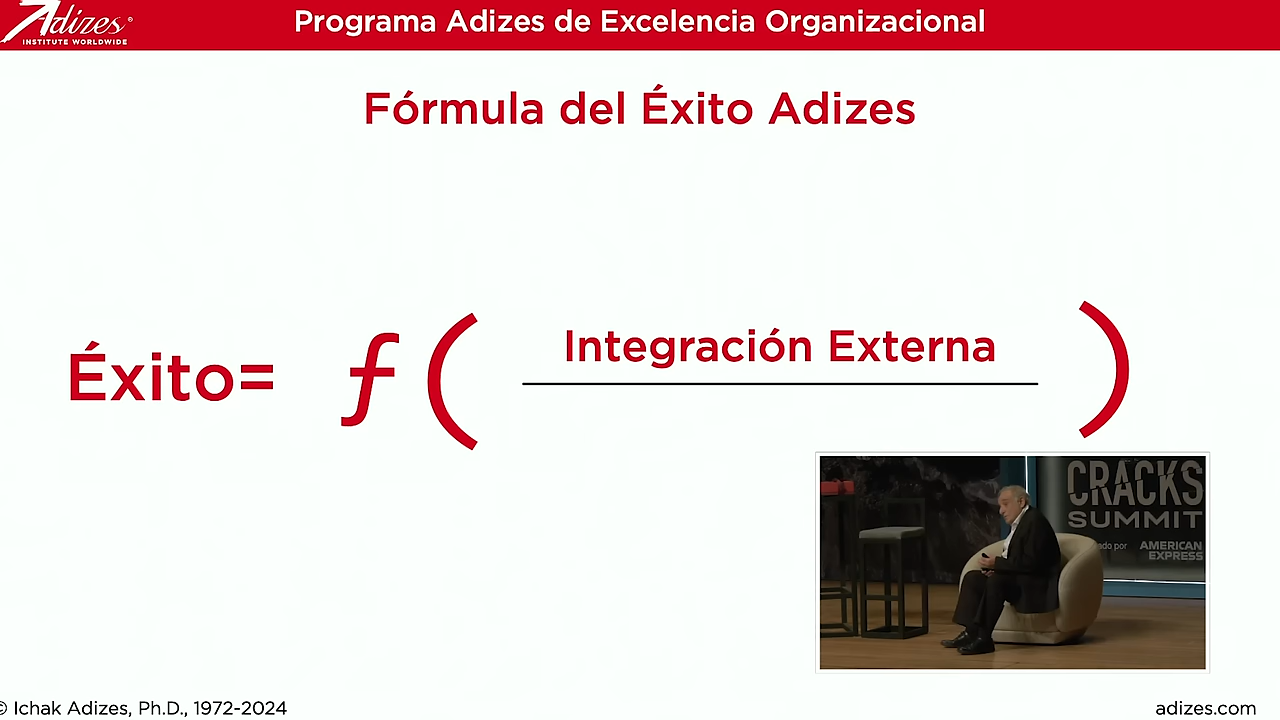 Adizes®
INSTITUTE WORLDWIDE
Programa Adizes de Excelencia Organizacional
Fórmula del Éxito Adizes
Éxito= ƒ ( Integración Externa )
CRACKS
SUMMIT
por
AMERICAN
EXPRESS
© Ichak Adizes, Ph.D., 1972-2024
adizes.com